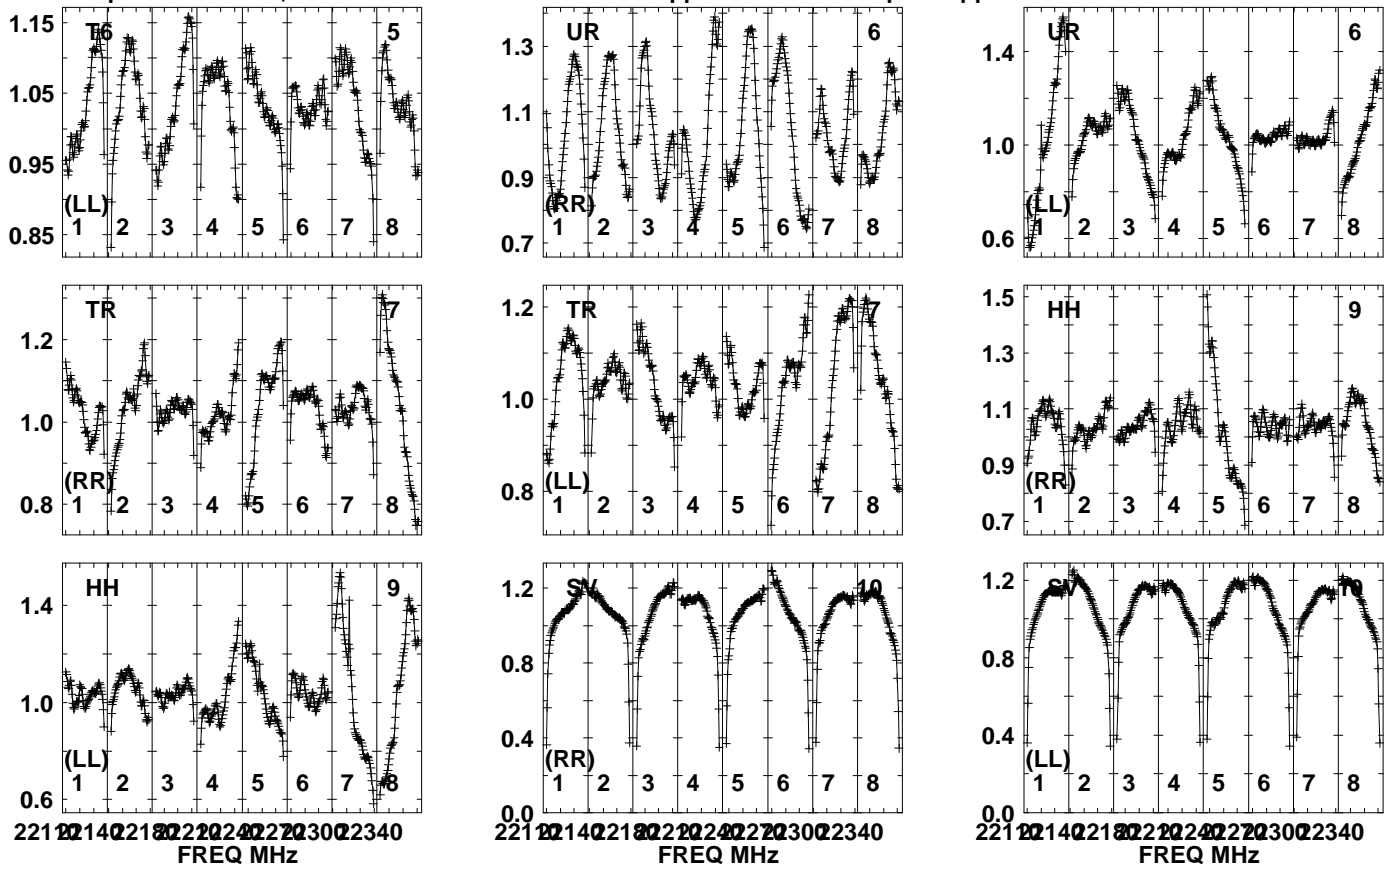 1.15 T6 5
1.05
0.95
(LL)
0.85 1 2 3 4 5 6 7 8
1.3 UR 6
1.1
0.9
(RR)
0.7 1 2 3 4 5 6 7 8
UR 6
1.4
1.0
(LL)
0.6 1 2 3 4 5 6 7 8
TR 7
1.2
1.0
(RR)
0.8 1 2 3 4 5 6 7 8
1.2 TR 7
1.0
(LL)
0.8 1 2 3 4 5 6 7 8
1.5 HH 9
1.3
1.1
0.9
(RR)
0.7 1 2 3 4 5 6 7 8
HH 9
1.4
1.0
(LL)
0.6 1 2 3 4 5 6 7 8
1.2 SV 10
0.8
0.4 (RR)
1 2 3 4 5 6 7 8
0.0
1.2 SV 10
0.8
0.4 (LL)
1 2 3 4 5 6 7 8
0.0
FREQ MHz
FREQ MHz